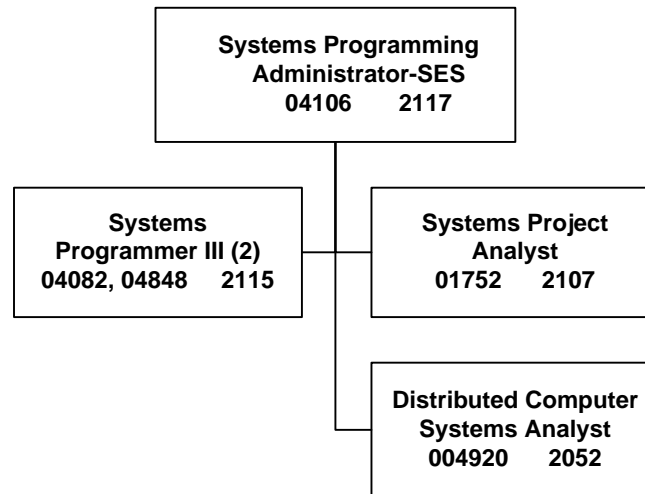 Systems Programming
Administrator-SES
04106 2117
Systems
Programmer III (2)
04082, 04848 2115
Systems Project
Analyst
01752 2107
Distributed Computer
Systems Analyst
004920 2052